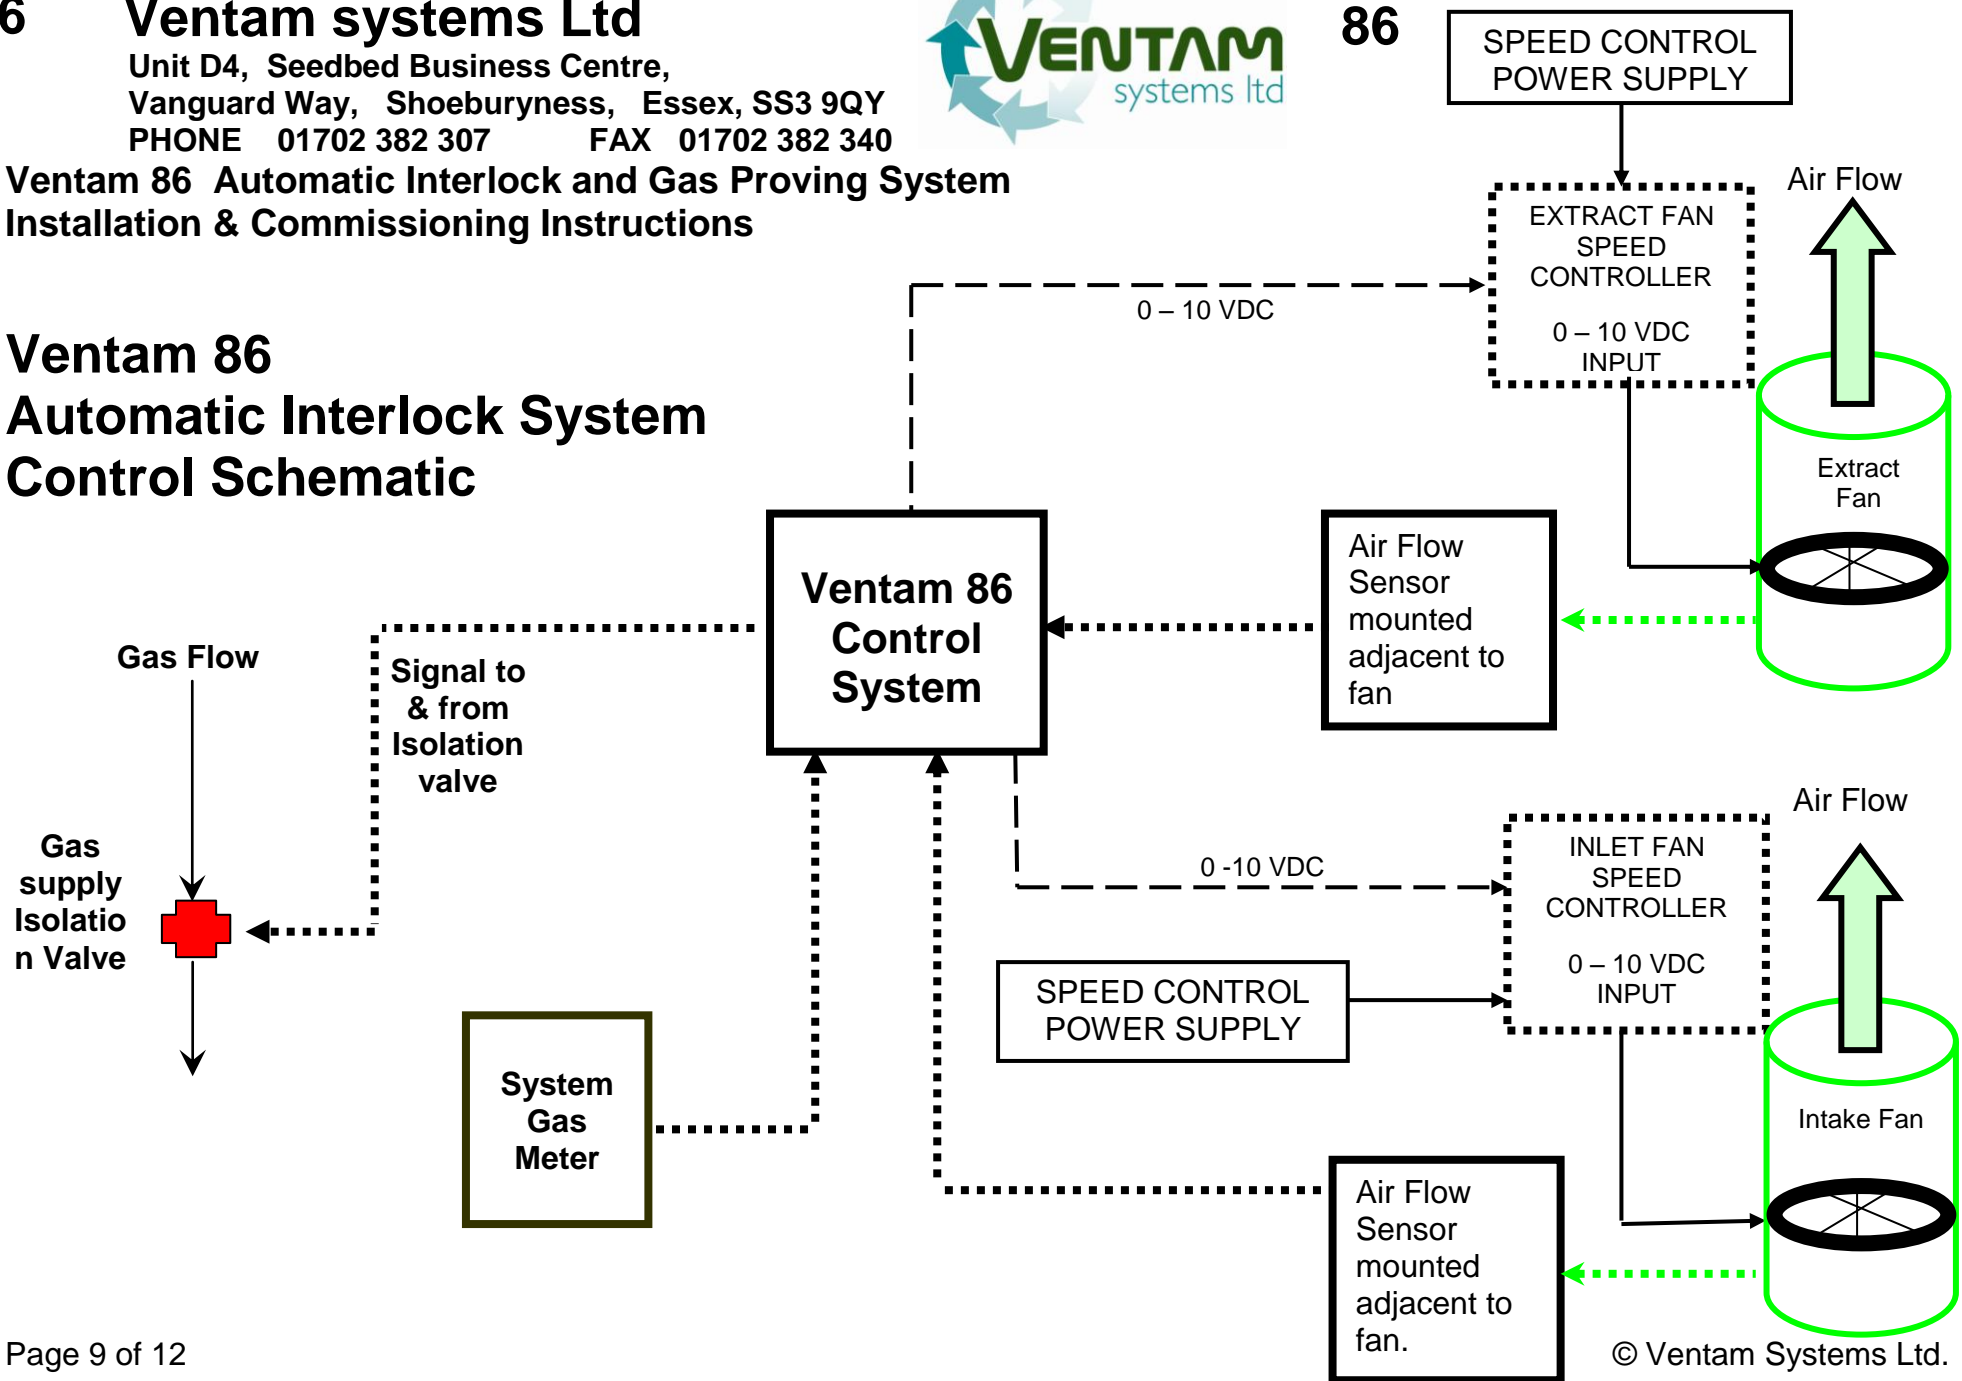 6 Ventam systems Ltd
Unit D4, Seedbed Business Centre,
Vanguard Way, Shoeburyness, Essex, SS3 9QY
PHONE 01702 382 307 FAX 01702 382 340
Ventam 86 Automatic Interlock and Gas Proving System
Installation & Commissioning Instructions
VENTAM
systems ltd
86
SPEED CONTROL
POWER SUPPLY
Air Flow
EXTRACT FAN
SPEED
CONTROLLER
0 – 10 VDC
INPUT
0 – 10 VDC
Ventam 86
Automatic Interlock System
Control Schematic
Extract
Fan
Ventam 86
Control
System
Air Flow
Sensor
mounted
adjacent to
fan
Gas Flow
Signal to
& from
Isolation
valve
Gas
supply
Isolatio
n Valve
Air Flow
INLET FAN
SPEED
CONTROLLER
0 – 10 VDC
INPUT
0 -10 VDC
SPEED CONTROL
POWER SUPPLY
System
Gas
Meter
Intake Fan
Air Flow
Sensor
mounted
adjacent to
fan.
Page 9 of 12
© Ventam Systems Ltd.